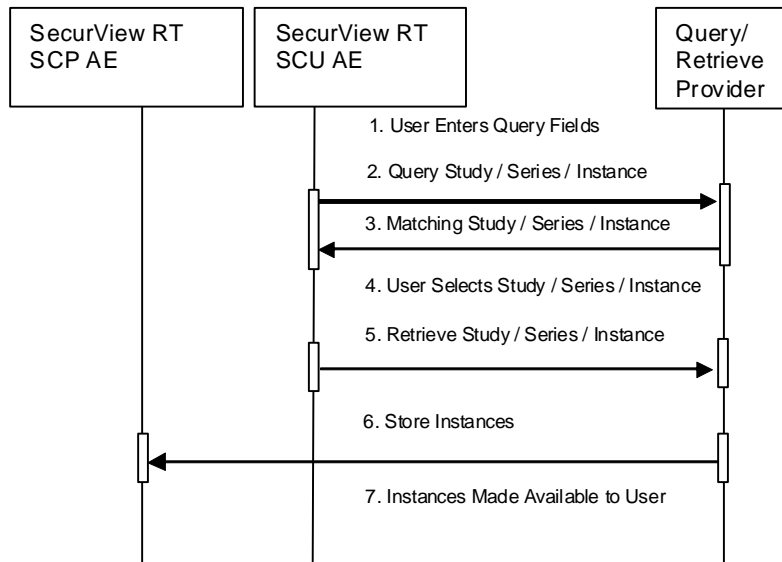 SecurView RT
SCP AE
SecurView RT
SCU AE
Query/
Retrieve
Provider
1. User Enters Query Fields
2. Query Study / Series / Instance
3. Matching Study / Series / Instance
4. User Selects Study / Series / Instance
5. Retrieve Study / Series / Instance
6. Store Instances
7. Instances Made Available to User